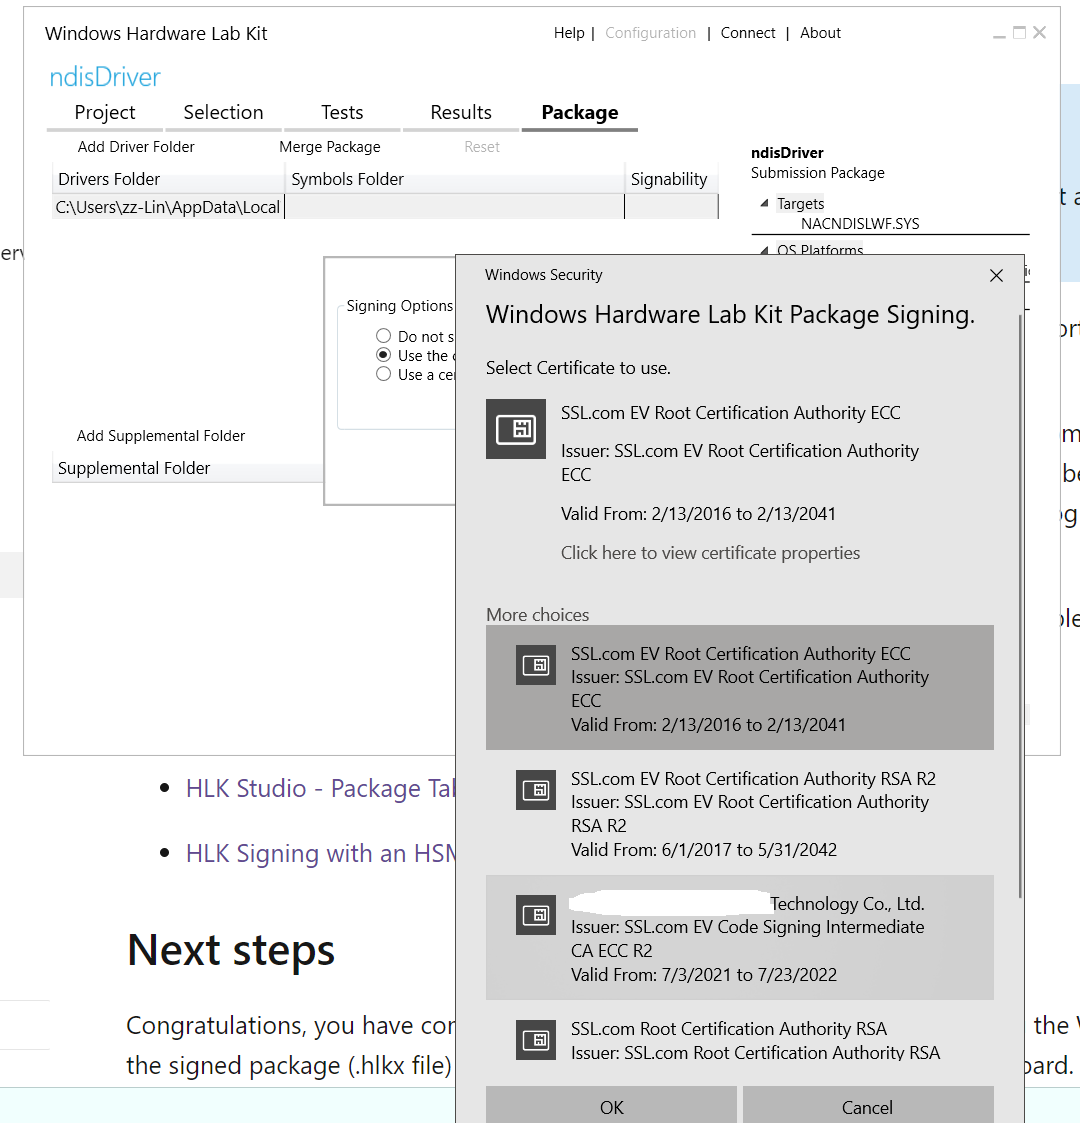 Windows Hardware Lab Kit
Help | Configuration | Connect | About
ndisDriver
Project Selection Tests Results Package
Add Driver Folder Merge Package Reset
Drivers Folder Symbols Folder Signability
C:\Users\zz-Lin\AppData\Local
ndisDriver
Submission Package
Targets
NACNDISLWF.SYS
OS Platforms
Signing Options
Do not s
Use the
Use a cer
Add Supplemental Folder
Supplemental Folder
Windows Security
Windows Hardware Lab Kit Package Signing.
Select Certificate to use.
SSL.com EV Root Certification Authority ECC
Issuer: SSL.com EV Root Certification Authority
ECC
Valid From: 2/13/2016 to 2/13/2041
Click here to view certificate properties
More choices
SSL.com EV Root Certification Authority ECC
Issuer: SSL.com EV Root Certification Authority
ECC
Valid From: 2/13/2016 to 2/13/2041
SSL.com EV Root Certification Authority RSA R2
Issuer: SSL.com EV Root Certification Authority
RSA R2
Valid From: 6/1/2017 to 5/31/2042
Technology Co., Ltd.
Issuer: SSL.com EV Code Signing Intermediate
CA ECC R2
Valid From: 7/3/2021 to 7/23/2022
SSL.com Root Certification Authority RSA
Issuer: SSL.com Root Certification Authority RSA
OK Cancel
HLK Studio - Package Tab
HLK Signing with an HSM
Next steps
Congratulations, you have con the W
the signed package (.hlkx file) oard.